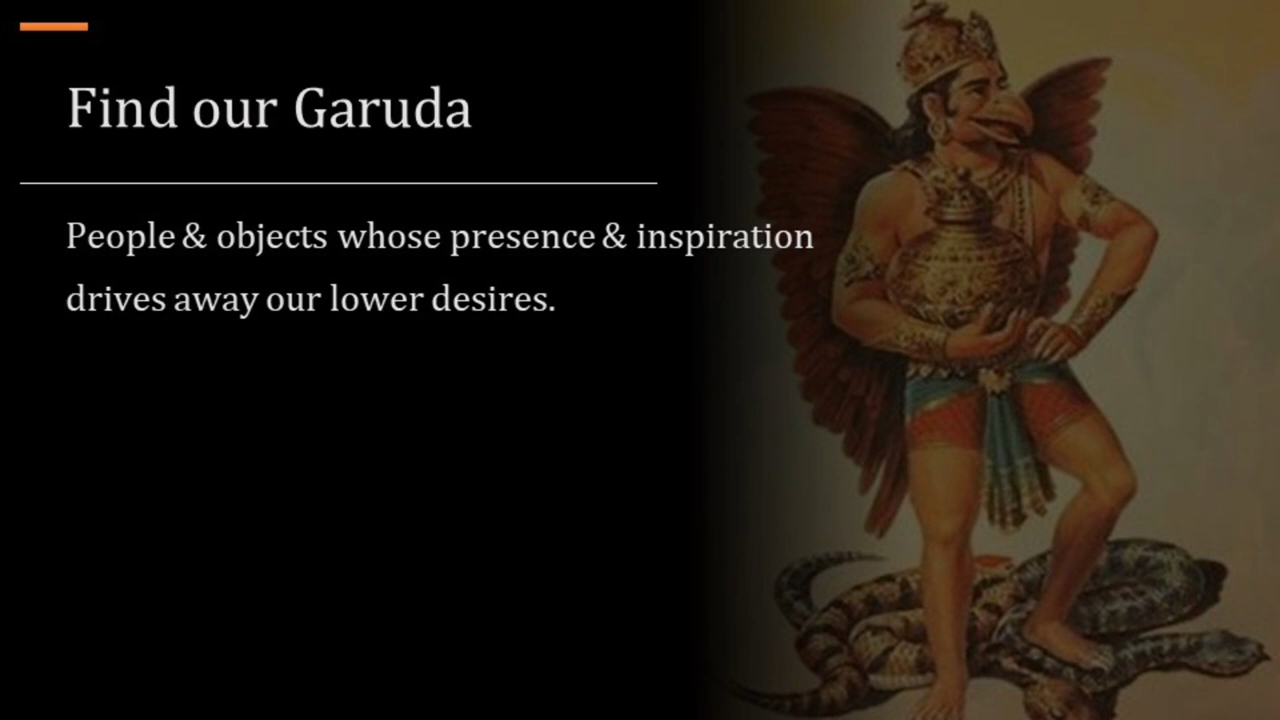 Find our Garuda
People & objects whose presence & inspiration
drives away our lower desires.